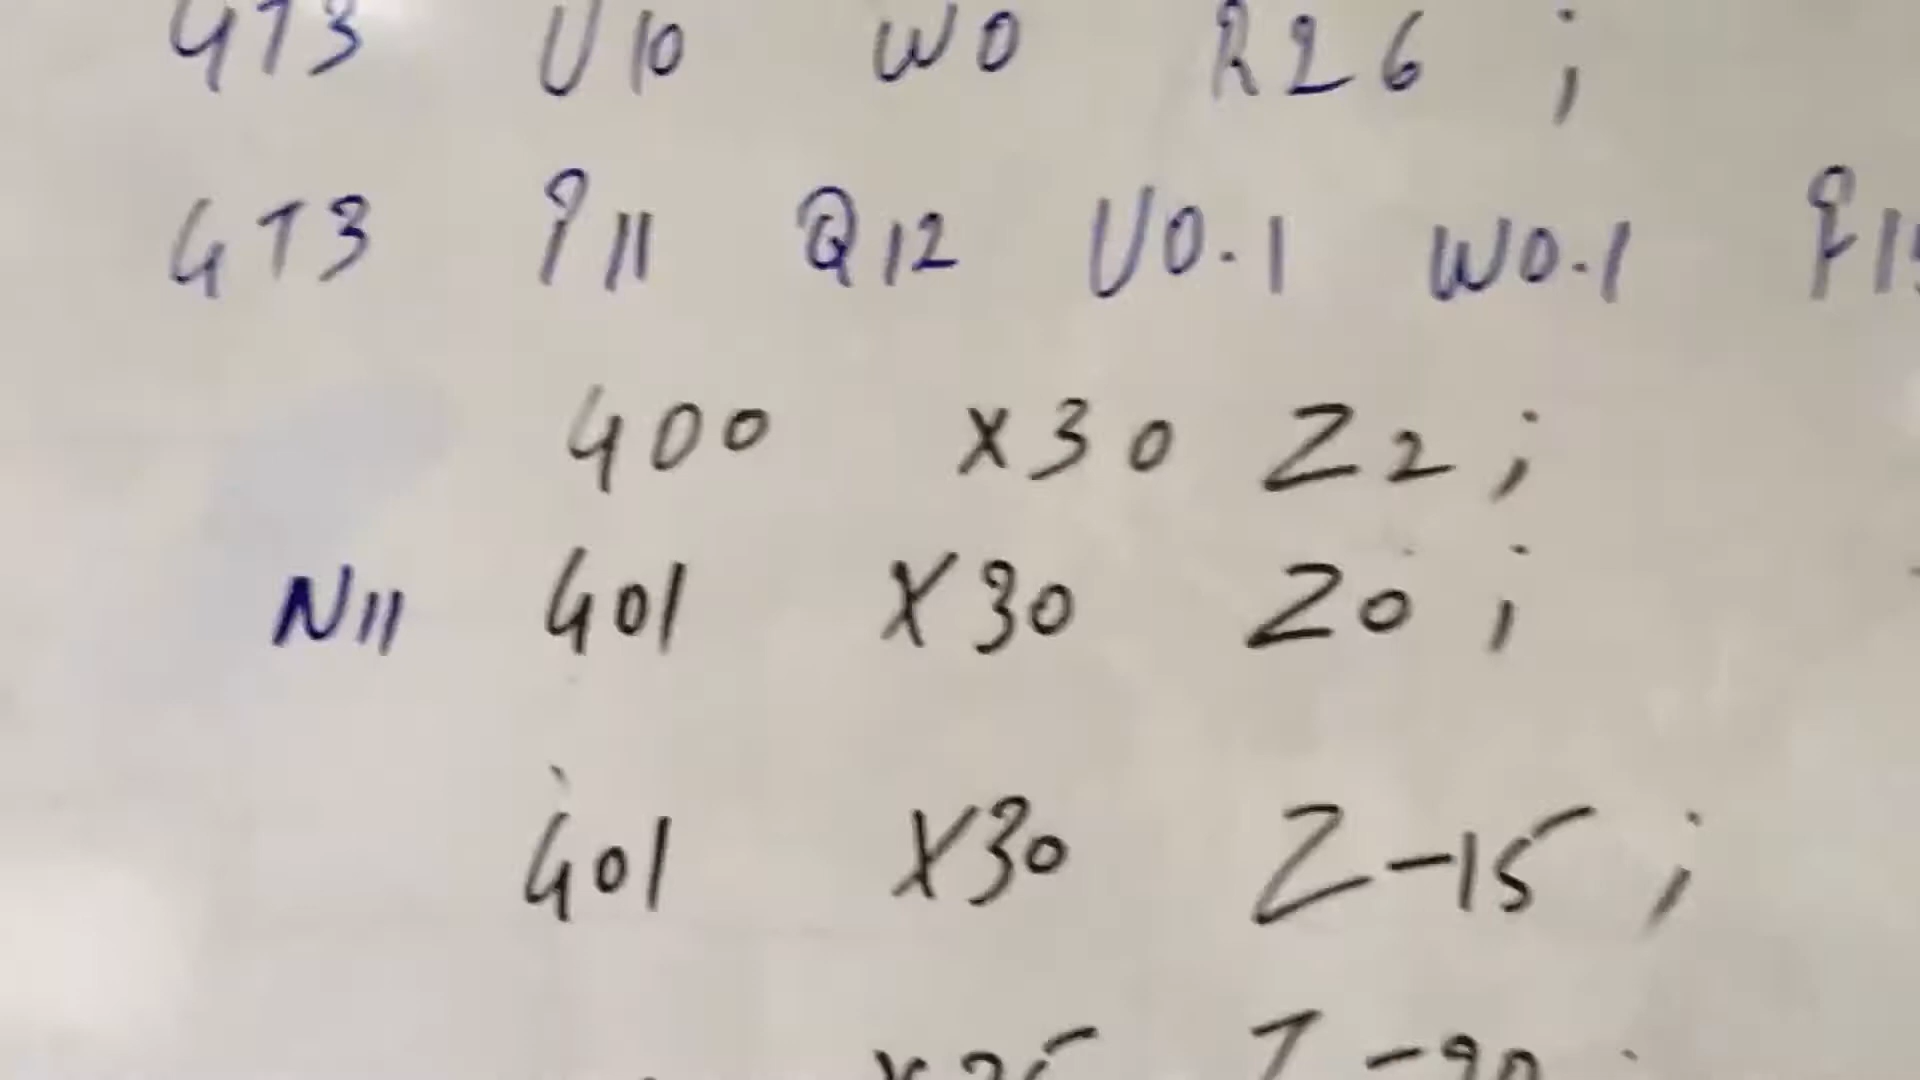 G73 U10 W0 R26 ;
G73 P11 Q12 U0.1 W0.1
G00 X30 Z2 ;
N11 G01 X30 Z0 ;
G01 X30 Z-15 ;